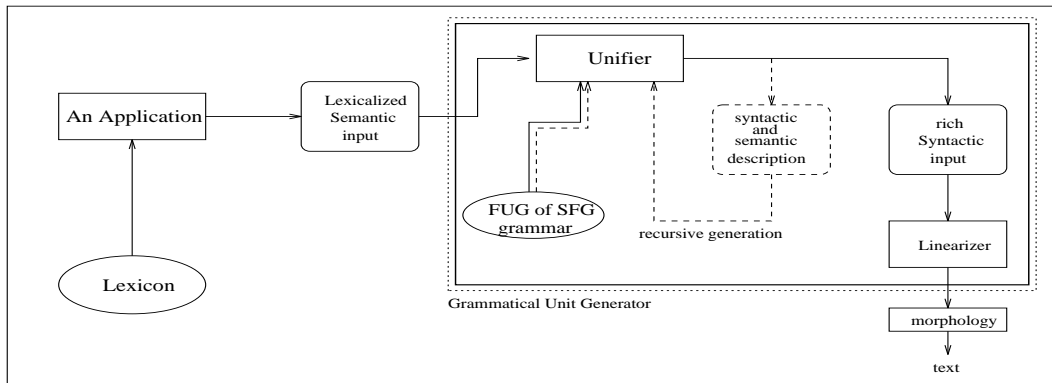 An Application
Lexicon
Lexicalized
Semantic
input
Unifier
FUG of SFG
grammar
syntactic
and
semantic
description
recursive generation
rich
Syntactic
input
Linearizer
Grammatical Unit Generator
morphology
text